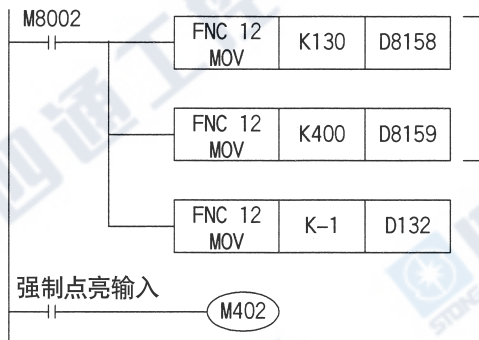 M8002
FNC 12
MOV
K130
D8158
FNC 12
MOV
K400
D8159
FNC 12
MOV
K-1
D132
强制点亮输入
M402